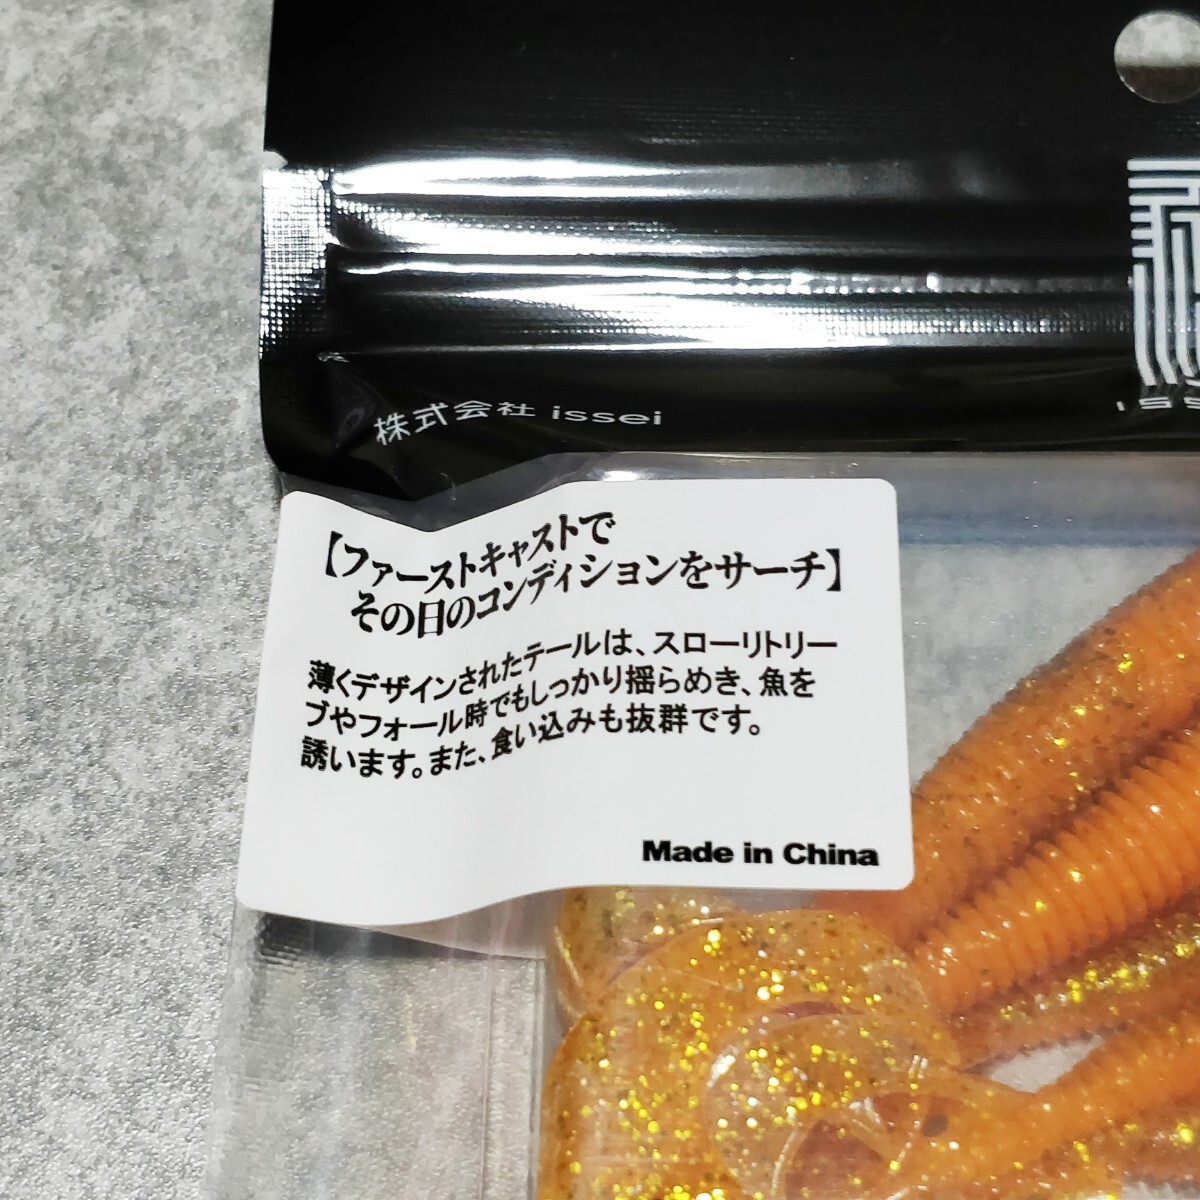 株式会社 issei
【ファーストキャストで
その日のコンディションをサーチ】
薄くデザインされたテールは、スローリトリー
ブやフォール時でもしっかり揺らめき、魚を
誘います。また、食い込みも抜群です。
Made in China